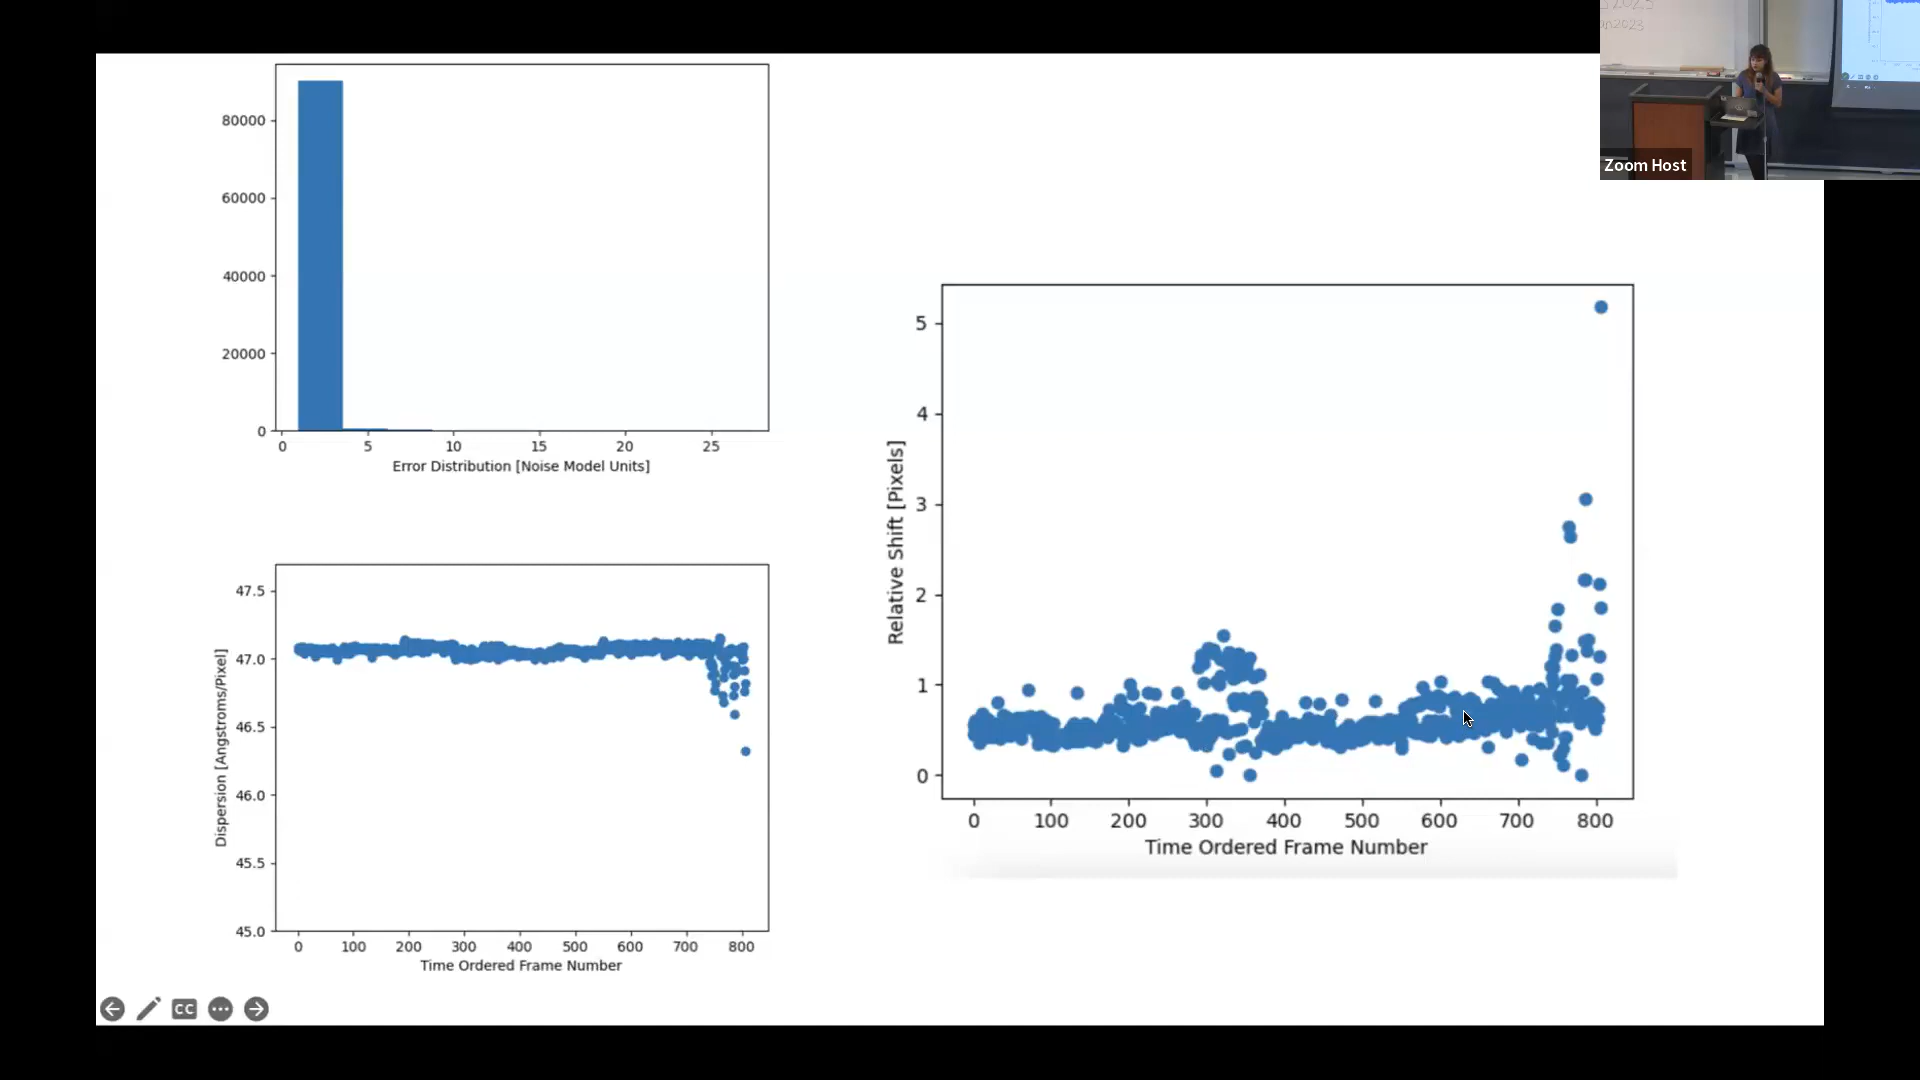 80000
60000
40000
20000
0
0 5 10 15 20 25
Error Distribution [Noise Model Units]
47.5
47.0
46.5
46.0
45.5
45.0
Dispersion [Angstroms/Pixel]
0 100 200 300 400 500 600 700 800
Time Ordered Frame Number
5
4
3
2
1
0
Relative Shift [Pixels]
0 100 200 300 400 500 600 700 800
Time Ordered Frame Number
CC
2023
Zoom Host